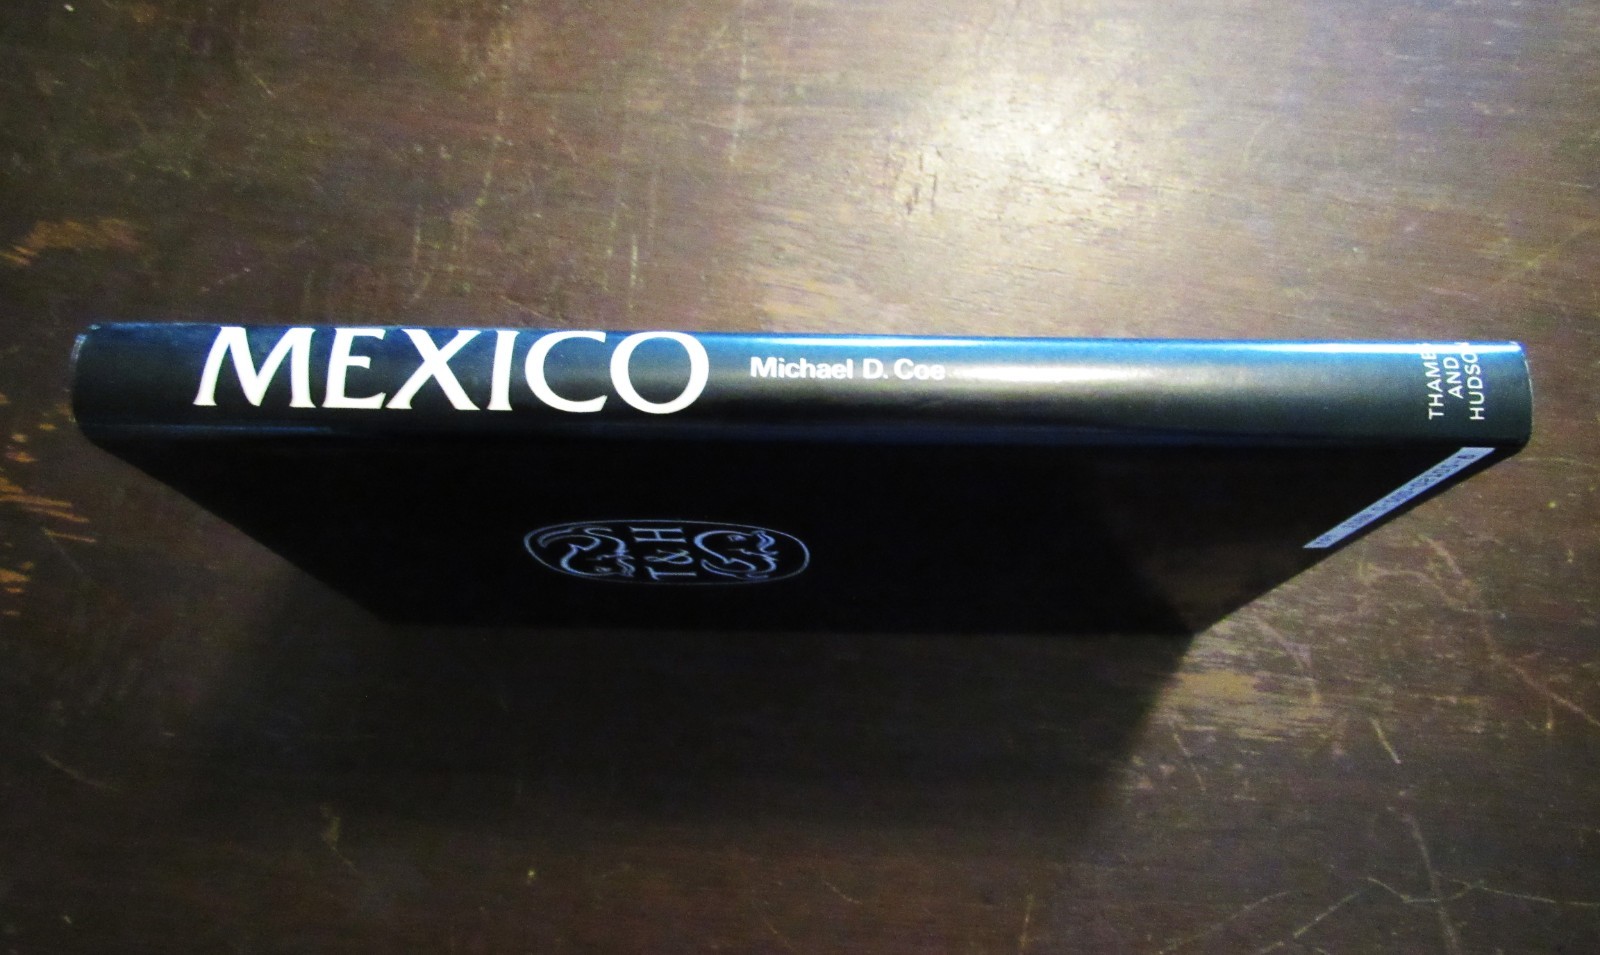 MEXICO
Michael D. Coe
THAMES
AND
HUDSON
T&H